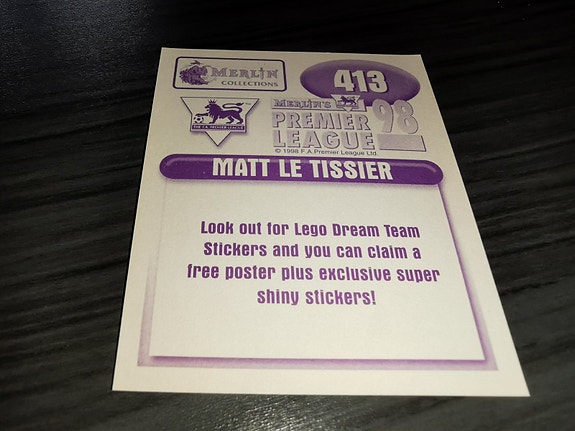 MERLIN
COLLECTIONS
413
THE F.A. PREMIER LEAGUE
MERLIN'S
PREMIER
LEAGUE
98
© 1998 F.A. Premier League Ltd.
MATT LE TISSIER
Look out for Lego Dream Team
Stickers and you can claim a
free poster plus exclusive super
shiny stickers!